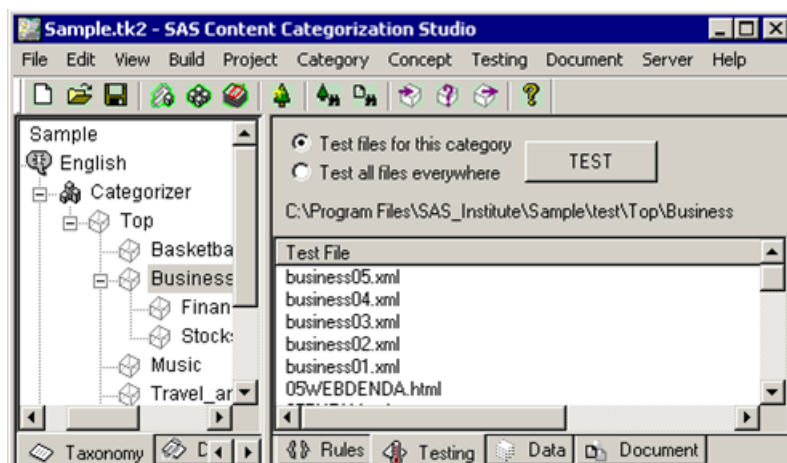 Sample.tk2 - SAS Content Categorization Studio
File Edit View Build Project Category Concept Testing Document Server Help
Sample
English
Categorizer
Top
Basketba
Business
Finan
Stock
Music
Travel_ar
Taxonomy
Test files for this category
Test all files everywhere
TEST
C:\Program Files\SAS_Institute\Sample\test\Top\Business
Test File
business05.xml
business04.xml
business03.xml
business02.xml
business01.xml
05WEBDENDA.html
Rules Testing Data Document